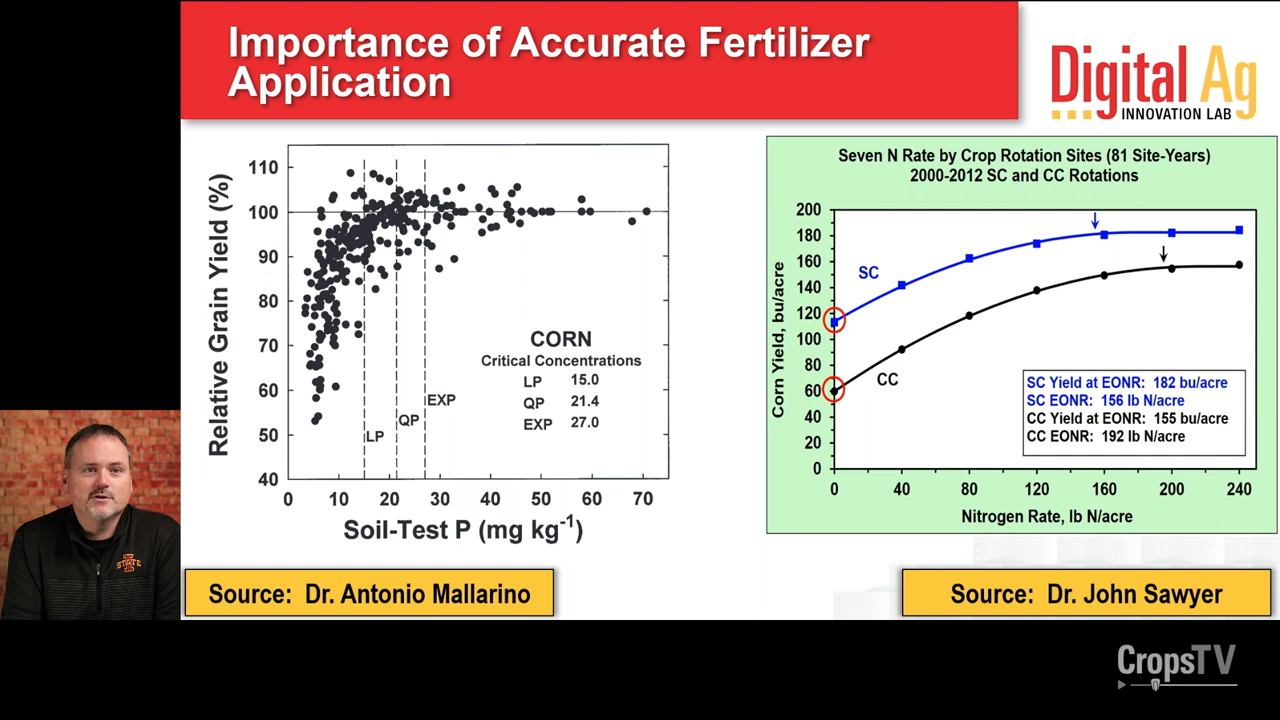 Importance of Accurate Fertilizer
Application
Digital Ag
INNOVATION LAB
Relative Grain Yield (%)
110
100
90
80
70
60
50
40
0 10 20 30 40 50 60 70
Soil-Test P (mg kg-1)
CORN
Critical Concentrations
LP 15.0
QP 21.4
EXP 27.0
LP
QP
EXP
Source: Dr. Antonio Mallarino
Seven N Rate by Crop Rotation Sites (81 Site-Years)
2000-2012 SC and CC Rotations
Corn Yield, bu/acre
200
180
160
140
120
100
80
60
40
20
0
SC
CC
SC Yield at EONR: 182 bu/acre
SC EONR: 156 lb N/acre
CC Yield at EONR: 155 bu/acre
CC EONR: 192 lb N/acre
0 40 80 120 160 200 240
Nitrogen Rate, lb N/acre
Source: Dr. John Sawyer
I
STATE
CropsTV